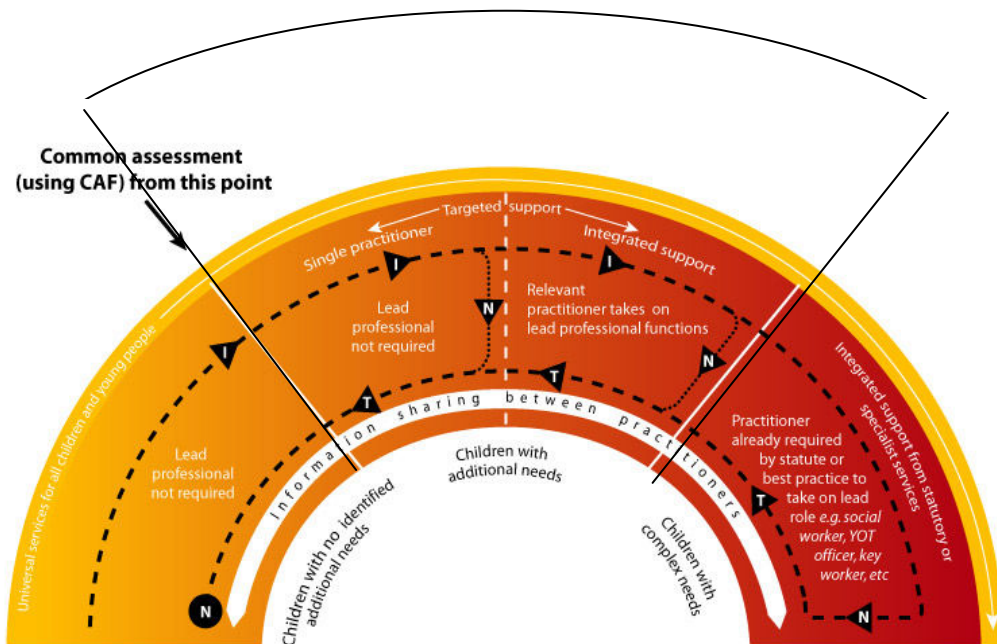 Common assessment
(using CAF) from this point
Targeted support
Single practitioner
Integrated support
I
I
I
Lead
professional
not required
N
Relevant
practitioner takes on
lead professional functions
N
T
T
Universal services for all children and young people
Lead
professional
not required
N
Information sharing between practitioners
Integrated support from statutory or
specialist services
Practitioner
already required
by statute or
best practice to
take on lead
role e.g. social
worker, YOT
officer, key
worker, etc
T
N
Children with no identified
additional needs
Children with
additional needs
Children with
complex needs